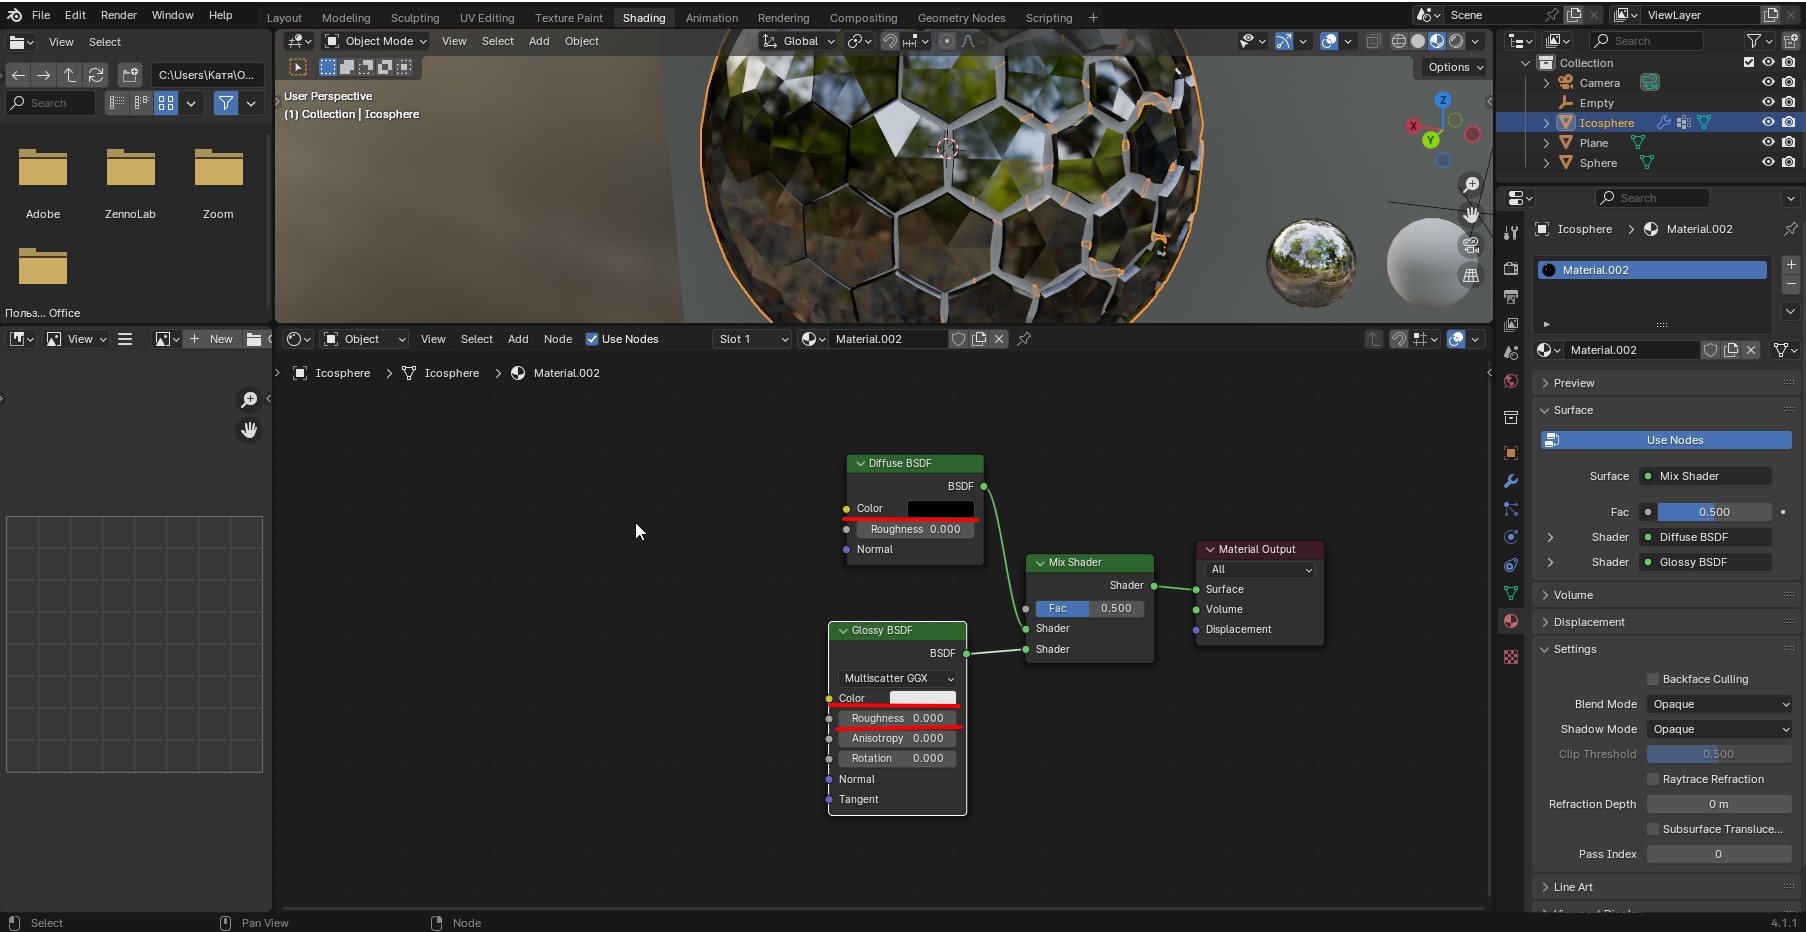 File Edit Render Window Help
Layout Modeling Sculpting UV Editing Texture Paint Shading Animation Rendering Compositing Geometry Nodes Scripting +
Scene
ViewLayer
View Select
Object Mode View Select Add Object
Global
Search
C:\Users\Катя\О...
Search
Options
User Perspective
(1) Collection | Icosphere
X
Y
Z
Adobe
ZennoLab
Zoom
Польз... Office
Collection
Camera
Empty
Icosphere
Plane
Sphere
Search
Icosphere > Material.002
Material.002
View
+ New
Object View Select Add Node Use Nodes
Slot 1
Material.002
Icosphere > Icosphere > Material.002
Diffuse BSDF
BSDF
Color
Roughness 0.000
Normal
Glossy BSDF
BSDF
Multiscatter GGX
Color
Roughness 0.000
Anisotropy 0.000
Rotation 0.000
Normal
Tangent
Mix Shader
Shader
Fac 0.500
Shader
Shader
Material Output
All
Surface
Volume
Displacement
Material.002
Preview
Surface
Use Nodes
Surface Mix Shader
Fac 0.500
Shader Diffuse BSDF
Shader Glossy BSDF
Volume
Displacement
Settings
Backface Culling
Blend Mode Opaque
Shadow Mode Opaque
Clip Threshold 0.500
Raytrace Refraction
Refraction Depth 0 m
Subsurface Transluce...
Pass Index 0
Line Art
Select
Pan View
Node
4.1.1